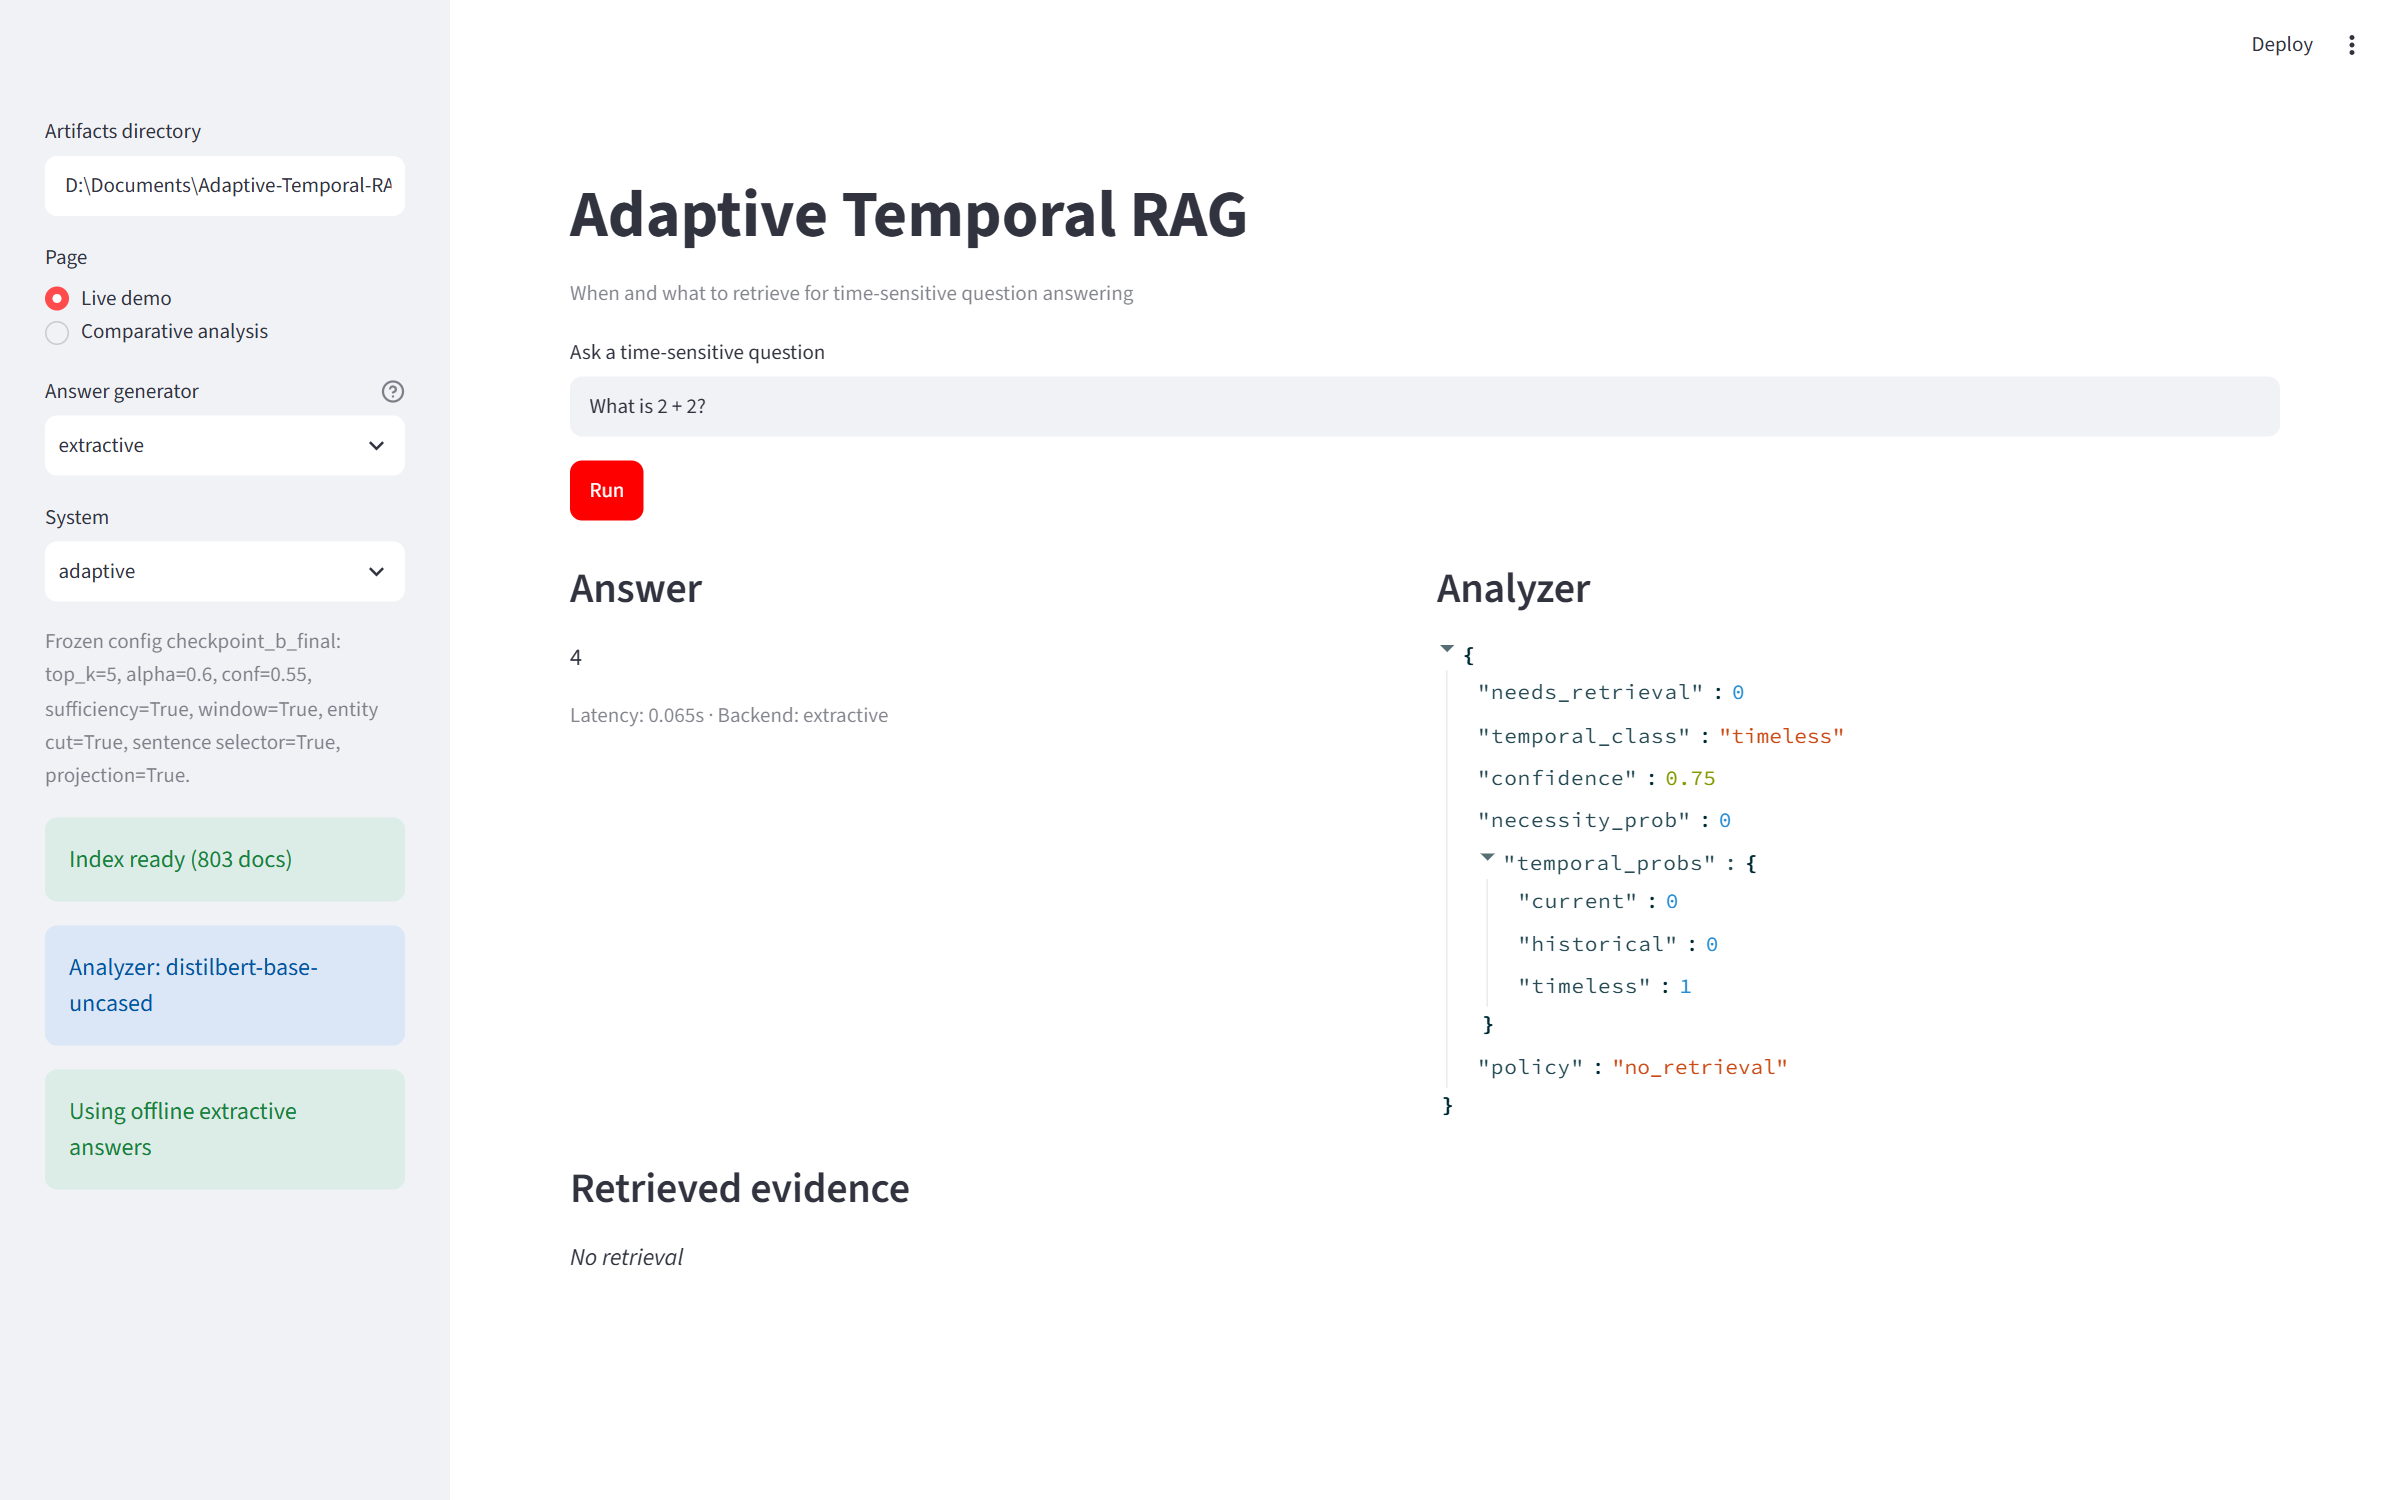 Deploy
Artifacts directory
D:\Documents\Adaptive-Temporal-RA
Page
Live demo
Comparative analysis
Answer generator
extractive
System
adaptive
Frozen config checkpoint_b_final:
top_k=5, alpha=0.6, conf=0.55,
sufficiency=True, window=True, entity
cut=True, sentence selector=True,
projection=True.
Index ready (803 docs)
Analyzer: distilbert-base-
uncased
Using offline extractive
answers
Adaptive Temporal RAG
When and what to retrieve for time-sensitive question answering
Ask a time-sensitive question
What is 2 + 2?
Run
Answer
4
Latency: 0.065s · Backend: extractive
Analyzer
{
"needs_retrieval" : 0
"temporal_class" : "timeless"
"confidence" : 0.75
"necessity_prob" : 0
"temporal_probs" : {
"current" : 0
"historical" : 0
"timeless" : 1
}
"policy" : "no_retrieval"
}
Retrieved evidence
No retrieval